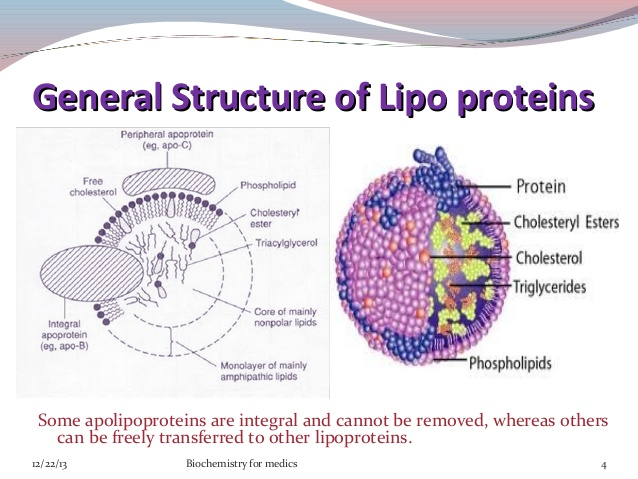 General Structure of Lipo proteins
Peripheral apoprotein
(eg, apo-C)
Free
cholesterol
Phospholipid
Cholesteryl
ester
Triacylglycerol
Core of mainly
nonpolar lipids
Integral
apoprotein
(eg, apo-B)
Monolayer of mainly
amphipathic lipids
Protein
Cholesteryl Esters
Cholesterol
Triglycerides
Phospholipids
Some apolipoproteins are integral and cannot be removed, whereas others
can be freely transferred to other lipoproteins.
12/22/13
Biochemistry for medics
4